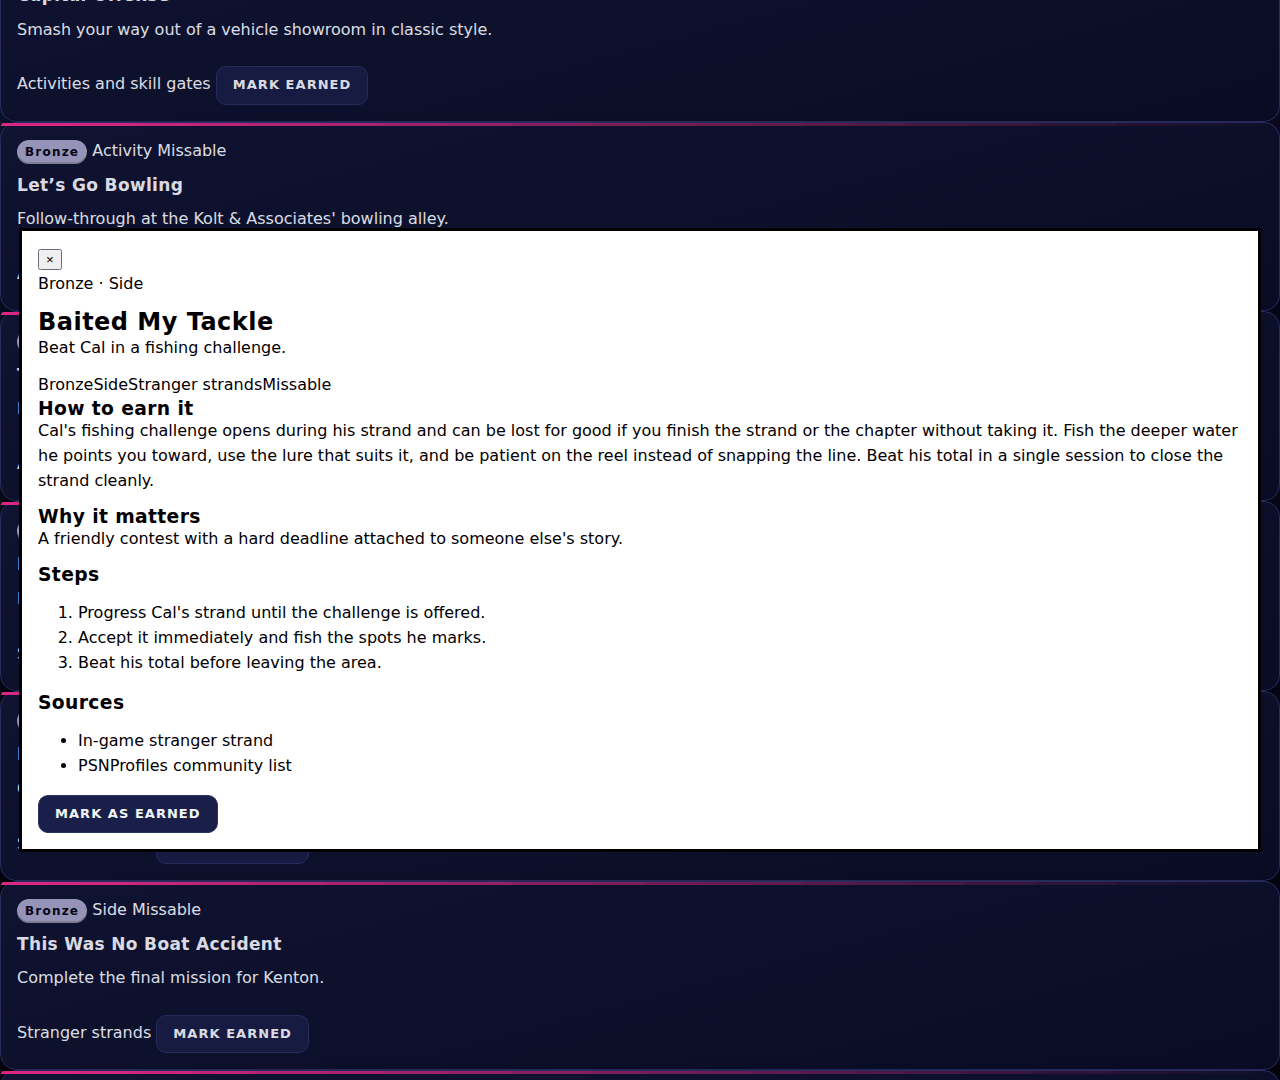 Smash your way out of a vehicle showroom in classic style.
Activities and skill gates MARK EARNED
Bronze Activity Missable
Let’s Go Bowling
Follow-through at the Kolt & Associates' bowling alley.
×
Bronze · Side
Baited My Tackle
Beat Cal in a fishing challenge.
BronzeSideStranger strandsMissable
How to earn it
Cal's fishing challenge opens during his strand and can be lost for good if you finish the strand or the chapter without taking it. Fish the deeper water
he points you toward, use the lure that suits it, and be patient on the reel instead of snapping the line. Beat his total in a single session to close the
strand cleanly.
Why it matters
A friendly contest with a hard deadline attached to someone else's story.
Steps
1. Progress Cal's strand until the challenge is offered.
2. Accept it immediately and fish the spots he marks.
3. Beat his total before leaving the area.
Sources
• In-game stranger strand
• PSNProfiles community list
MARK AS EARNED
Bronze Side Missable
This Was No Boat Accident
Complete the final mission for Kenton.
Stranger strands MARK EARNED